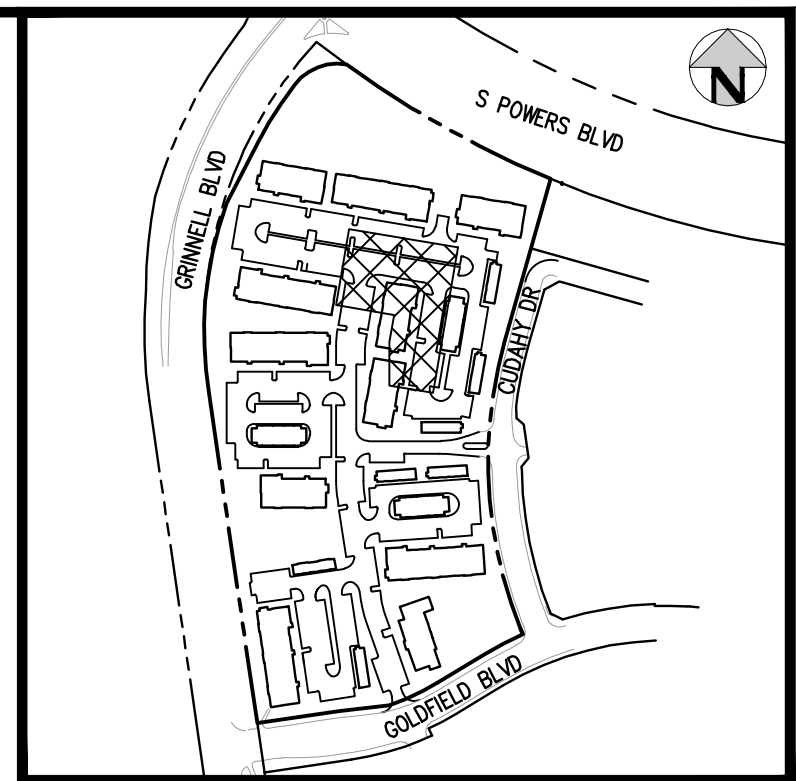 N
S POWERS BLVD
GRINNELL BLVD
CUDAHY DR
GOLDFIELD BLVD